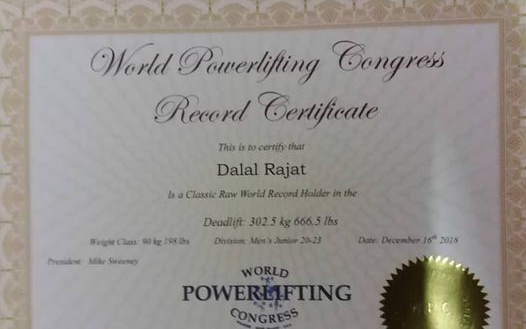 World Powerlifting Congress
Record Certificate
This is to certify that
Dalal Rajat
Is a Classic Raw World Record Holder in the
Deadlift: 302.5 kg 666.5 lbs
Weight Class: 90 kg 198 lbs Division: Men's Junior 20-23 Date: December 16th 2018
President: Mike Sweeney
WORLD
POWERLIFTING
CONGRESS